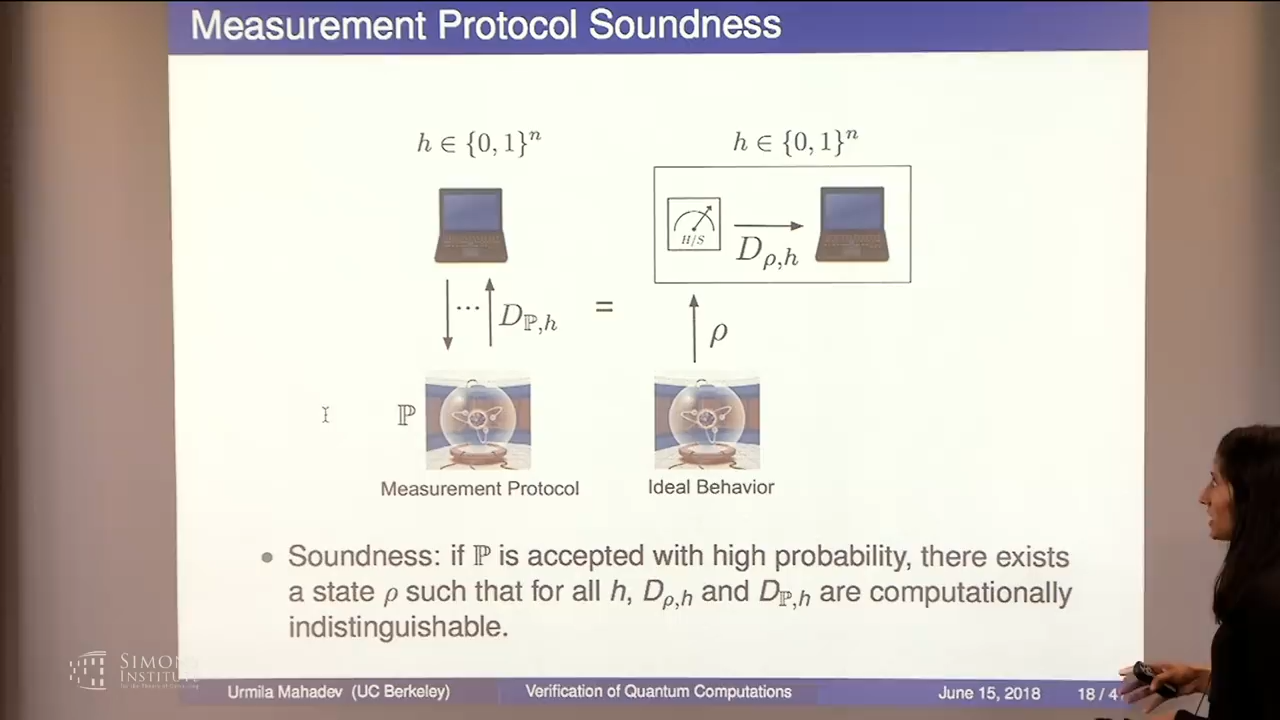 Measurement Protocol Soundness
h ∈ {0, 1}ⁿ
h ∈ {0, 1}ⁿ
H/S
D_{ρ,h}
...
D_{ℙ,h}
=
ρ
ℙ
Measurement Protocol
Ideal Behavior
• Soundness: if ℙ is accepted with high probability, there exists
a state ρ such that for all h, D_{ρ,h} and D_{ℙ,h} are computationally
indistinguishable.
SIMONS
INSTITUTE
Urmila Mahadev (UC Berkeley)
Verification of Quantum Computations
June 15, 2018
18 / 4